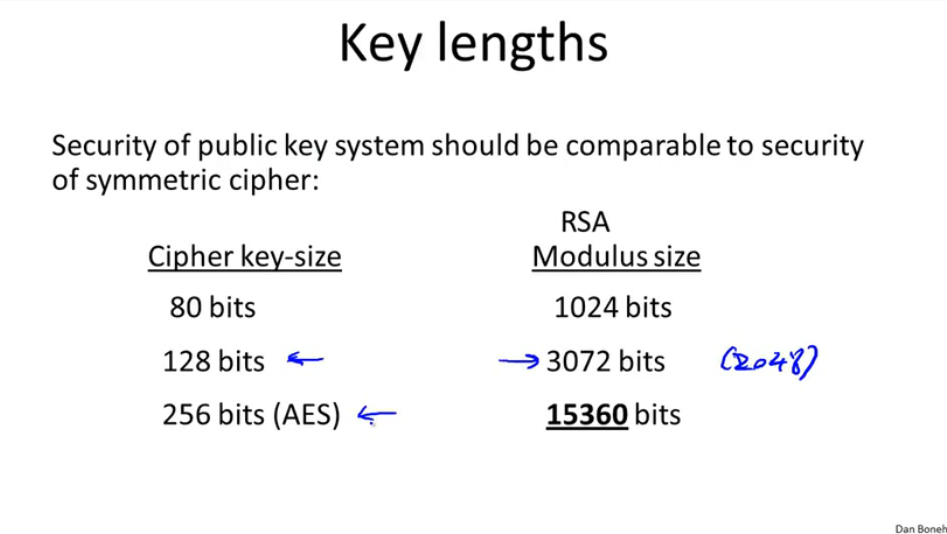 Key lengths
Security of public key system should be comparable to security
of symmetric cipher:
RSA
Cipher key-size Modulus size
80 bits 1024 bits
128 bits 3072 bits (2048)
256 bits (AES) 15360 bits
Dan Boneh